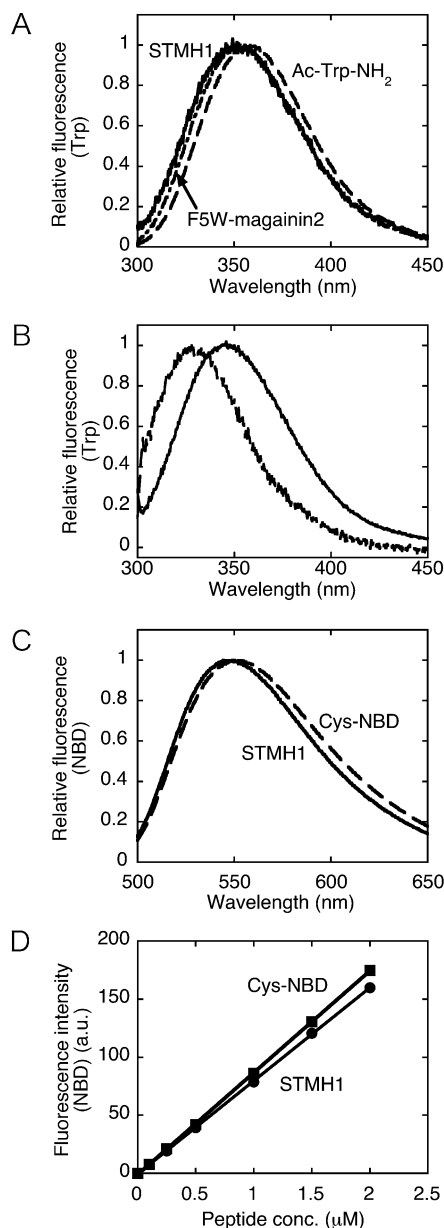 A
Relative fluorescence
(Trp)
1
0.8
0.6
0.4
0.2
0
STMH1
Ac-Trp-NH2
F5W-magainin2
300 350 400 450
Wavelength (nm)
B
Relative fluorescence
(Trp)
1
0.8
0.6
0.4
0.2
0
300 350 400 450
Wavelength (nm)
C
Relative fluorescence
(NBD)
1
0.8
0.6
0.4
0.2
0
Cys-NBD
STMH1
500 550 600 650
Wavelength (nm)
D
Fluorescence intensity
(NBD) (a.u.)
200
150
100
50
0
Cys-NBD
STMH1
0 0.5 1 1.5 2 2.5
Peptide conc. (μM)